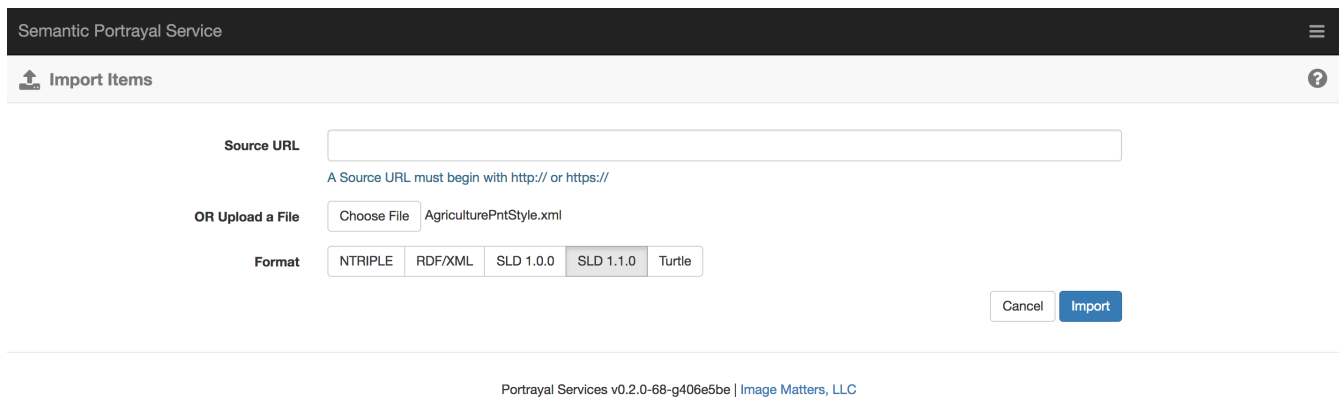 Semantic Portrayal Service
Import Items
Source URL
A Source URL must begin with http:// or https://
OR Upload a File Choose File AgriculturePntStyle.xml
Format NTRIPLE RDF/XML SLD 1.0.0 SLD 1.1.0 Turtle
Cancel Import
Portrayal Services v0.2.0-68-g406e5be | Image Matters, LLC